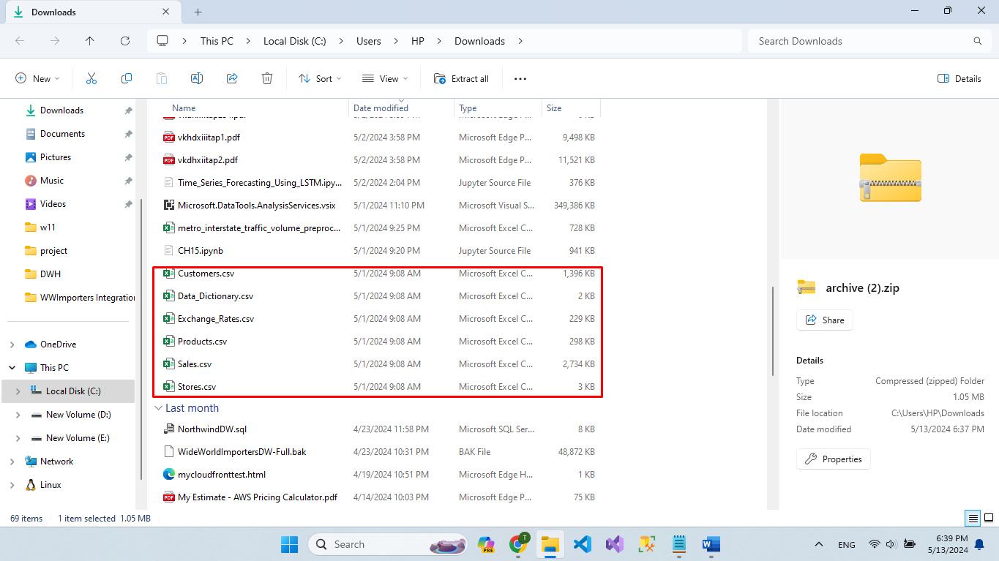 Downloads
This PC > Local Disk (C:) > Users > HP > Downloads >
Search Downloads
New
Sort
View
Extract all
Details
Downloads
Documents
Pictures
Music
Videos
w11
project
DWH
WWImporters Integration
OneDrive
This PC
Local Disk (C:)
New Volume (D:)
New Volume (E:)
Network
Linux
Name Date modified Type Size
vkhdxiiitap1.pdf 5/2/2024 3:58 PM Microsoft Edge P... 9,498 KB
vkdhxiitap2.pdf 5/2/2024 3:58 PM Microsoft Edge P... 11,521 KB
Time_Series_Forecasting_Using_LSTM.ipy... 5/2/2024 2:04 PM Jupyter Source File 376 KB
Microsoft.DataTools.AnalysisServices.vsix 5/1/2024 11:10 PM Microsoft Visual S... 349,386 KB
metro_interstate_traffic_volume_preproc... 5/1/2024 9:25 PM Microsoft Excel C... 728 KB
CH15.ipynb 5/1/2024 9:20 PM Jupyter Source File 941 KB
Customers.csv 5/1/2024 9:08 AM Microsoft Excel C... 1,396 KB
Data_Dictionary.csv 5/1/2024 9:08 AM Microsoft Excel C... 2 KB
Exchange_Rates.csv 5/1/2024 9:08 AM Microsoft Excel C... 229 KB
Products.csv 5/1/2024 9:08 AM Microsoft Excel C... 298 KB
Sales.csv 5/1/2024 9:08 AM Microsoft Excel C... 2,734 KB
Stores.csv 5/1/2024 9:08 AM Microsoft Excel C... 3 KB
Last month
NorthwindDW.sql 4/23/2024 11:58 PM Microsoft SQL Ser... 8 KB
WideWorldImportersDW-Full.bak 4/23/2024 10:31 PM BAK File 48,872 KB
mycloudfronttest.html 4/19/2024 10:51 PM Microsoft Edge H... 1 KB
My Estimate - AWS Pricing Calculator.pdf 4/14/2024 10:03 PM Microsoft Edge P... 75 KB
archive (2).zip
Share
Details
Type Compressed (zipped) Folder
Size 1.05 MB
File location C:\Users\HP\Downloads
Date modified 5/13/2024 6:37 PM
Properties
69 items 1 item selected 1.05 MB
Search
PRE
T
ENG
6:39 PM
5/13/2024